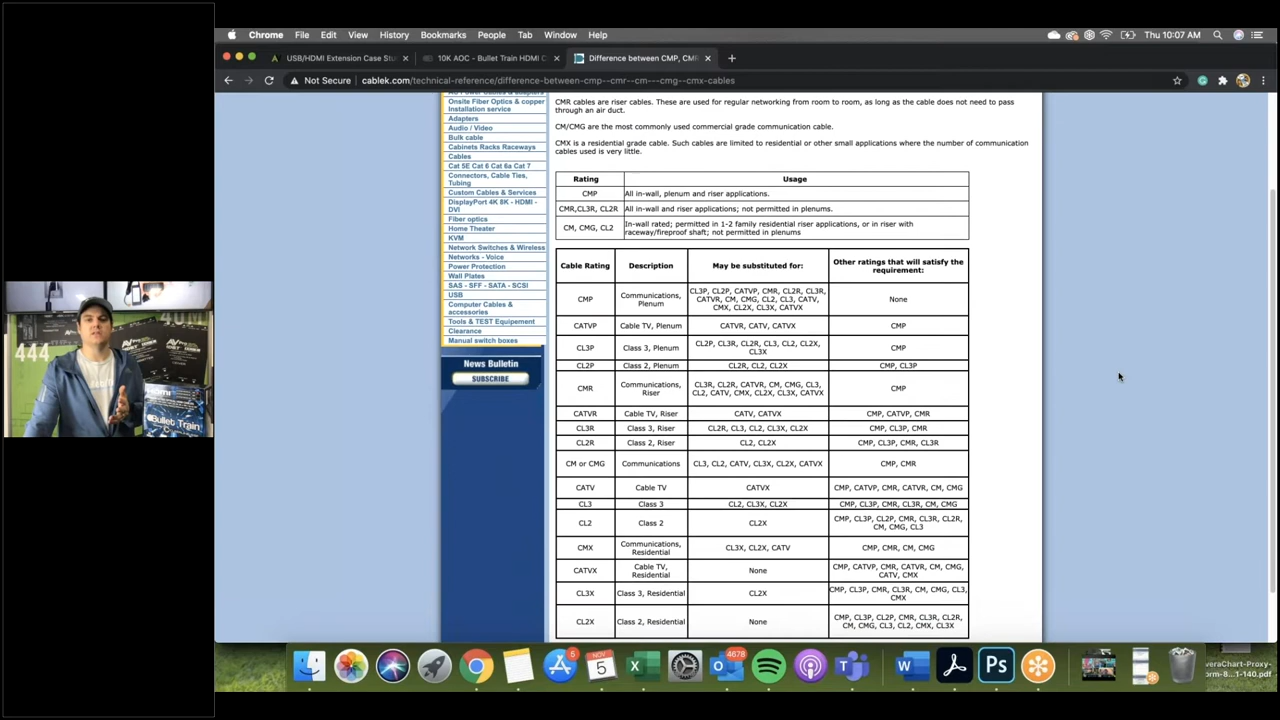 Chrome File Edit View History Bookmarks People Tab Window Help
Thu 10:07 AM
USB/HDMI Extension Case Stu
10K AOC - Bullet Train HDMI C
Difference between CMP, CMR
Not Secure
cablek.com/technical-reference/difference-between-cmp--cmr--cm---cmg--cmx-cables
Onsite Fiber Optics & copper
Installation service
Adapters
Audio / Video
Bulk cable
Cabinets Racks Raceways
Cables
Cat 5E Cat 6 Cat 6a Cat 7
Connectors, Cable Ties,
Tubing
Custom Cables & Services
DisplayPort 4K 8K - HDMI -
DVI
Fiber optics
Home Theater
KVM
Network Switches & Wireless
Networks - Voice
Power Protection
Wall Plates
SAS - SFF - SATA - SCSI
USB
Computer Cables &
accessories
Tools & TEST Equipement
Clearance
Manual switch boxes
News Bulletin
SUBSCRIBE
CMR cables are riser cables. These are used for regular networking from room to room, as long as the cable does not need to pass
through an air duct.
CM/CMG are the most commonly used commercial grade communication cable.
CMX is a residential grade cable. Such cables are limited to residential or other small applications where the number of communication
cables used is very little.
Rating Usage
CMP All in-wall, plenum and riser applications.
CMR,CL3R, CL2R All in-wall and riser applications; not permitted in plenums.
CM, CMG, CL2 In-wall rated; permitted in 1-2 family residential riser applications, or in riser with
raceway/fireproof shaft; not permitted in plenums
Cable Rating Description May be substituted for: Other ratings that will satisfy the
requirement:
CMP Communications,
Plenum CL3P, CL2P, CATVP, CMR, CL2R, CL3R,
CATVR, CM, CMG, CL2, CL3, CATV,
CMX, CL2X, CL3X, CATVX None
CATVP Cable TV, Plenum CATVR, CATV, CATVX CMP
CL3P Class 3, Plenum CL2P, CL3R, CL2R, CL3, CL2, CL2X,
CL3X CMP
CL2P Class 2, Plenum CL2R, CL2, CL2X CMP, CL3P
CMR Communications,
Riser CL3R, CL2R, CATVR, CM, CMG, CL3,
CL2, CATV, CMX, CL2X, CL3X, CATVX CMP
CATVR Cable TV, Riser CATV, CATVX CMP, CATVP, CMR
CL3R Class 3, Riser CL2R, CL3, CL2, CL3X, CL2X CMP, CL3P, CMR
CL2R Class 2, Riser CL2, CL2X CMP, CL3P, CMR, CL3R
CM or CMG Communications CL3, CL2, CATV, CL3X, CL2X, CATVX CMP, CMR
CATV Cable TV CATVX CMP, CATVP, CMR, CATVR, CM, CMG
CL3 Class 3 CL2, CL3X, CL2X CMP, CL3P, CMR, CL3R, CM, CMG
CL2 Class 2 CL2X CMP, CL3P, CL2P, CMR, CL3R, CL2R,
CM, CMG, CL3
CMX Communications,
Residential CL3X, CL2X, CATV CMP, CMR, CM, CMG
CATVX Cable TV,
Residential None CMP, CATVP, CMR, CATVR, CM, CMG,
CATV, CMX
CL3X Class 3, Residential CL2X CMP, CL3P, CMR, CL3R, CM, CMG, CL3,
CMX
CL2X Class 2, Residential None CMP, CL3P, CL2P, CMR, CL3R, CL2R,
CM, CMG, CL3, CL2, CMX, CL3X
444
Bullet Train
5
NOV
5
4678
Ps
veraChart-Proxy-
orm-8...1-140.pdf